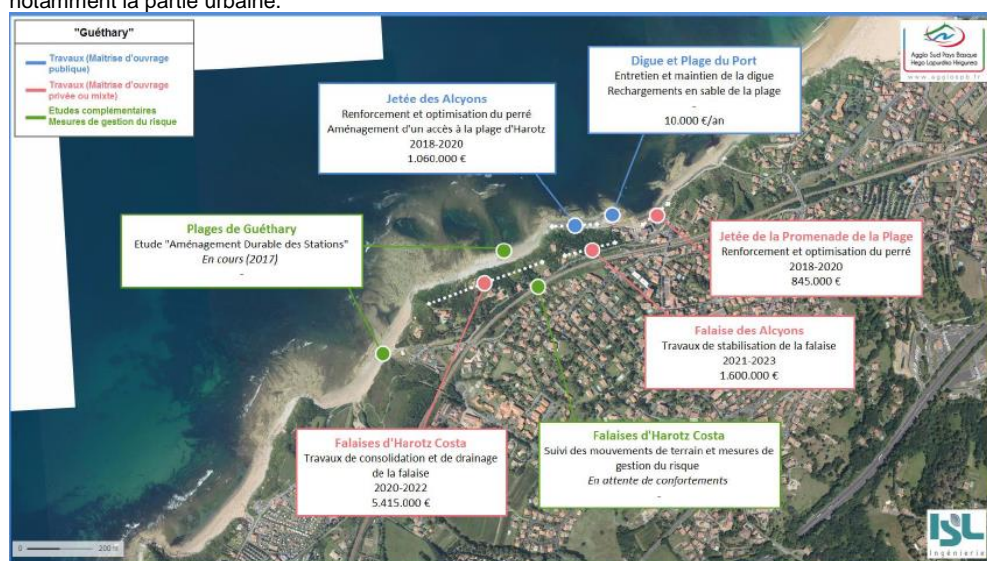 notamment la partie urbaine.
"Guéthary"
Travaux (Maîtrise d'ouvrage
publique)
Travaux (Maîtrise d'ouvrage
privée ou mixte)
Etudes complémentaires
Mesures de gestion du risque
Agglo Sud Pays Basque
Hego Lapurdiko Hirigunea
www.agglospb.fr
Digue et Plage du Port
Entretien et maintien de la digue
Rechargements en sable de la plage
-
10.000 €/an
Jetée des Alcyons
Renforcement et optimisation du perré
Aménagement d'un accès à la plage d'Harotz
2018-2020
1.060.000 €
Plages de Guéthary
Etude "Aménagement Durable des Stations"
En cours (2017)
-
Jetée de la Promenade de la Plage
Renforcement et optimisation du perré
2018-2020
845.000 €
Falaise des Alcyons
Travaux de stabilisation de la falaise
2021-2023
1.600.000 €
Falaises d'Harotz Costa
Travaux de consolidation et de drainage
de la falaise
2020-2022
5.415.000 €
Falaises d'Harotz Costa
Suivi des mouvements de terrain et mesures de
gestion du risque
En attente de confortements
-
0 200 m
ISL
Ingénierie